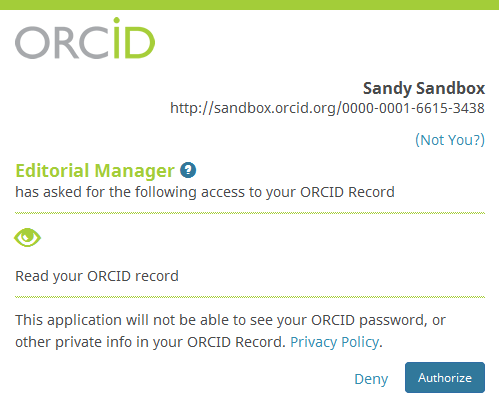 ORCiD
Sandy Sandbox
http://sandbox.orcid.org/0000-0001-6615-3438
(Not You?)
Editorial Manager ?
has asked for the following access to your ORCID Record
Read your ORCID record
This application will not be able to see your ORCID password, or
other private info in your ORCID Record. Privacy Policy.
Deny Authorize